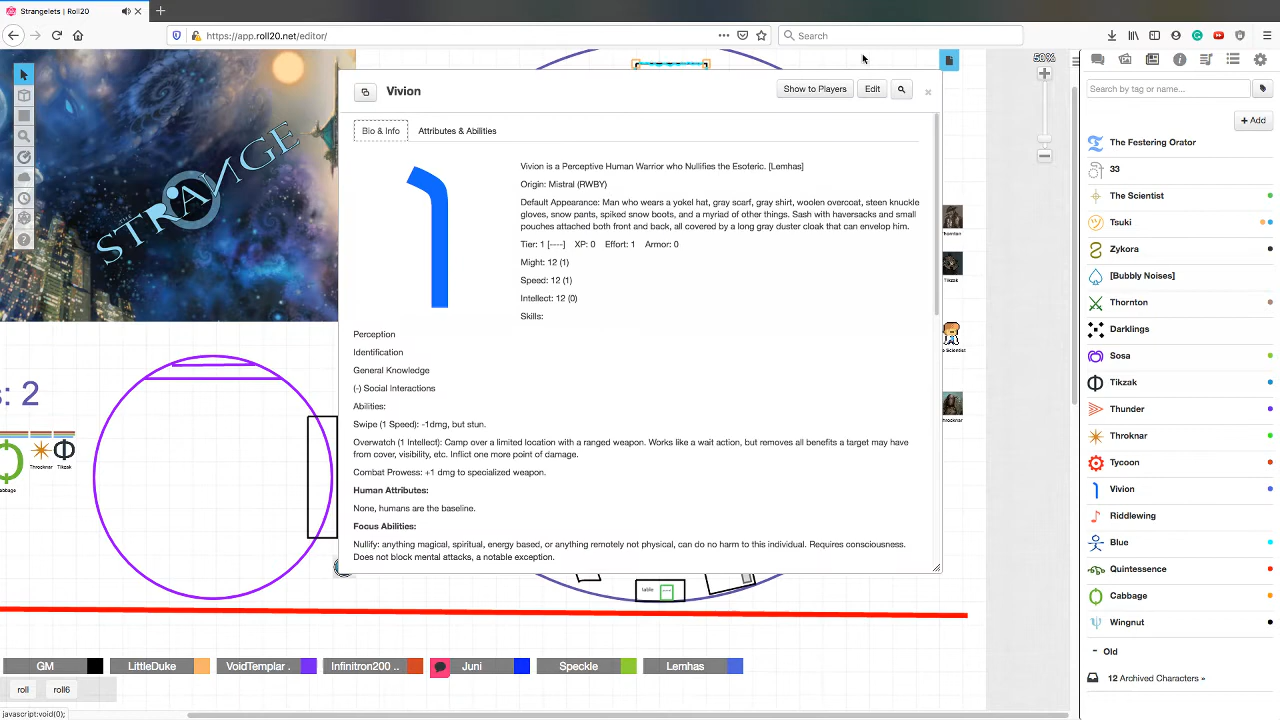 Strangelets | Roll20
https://app.roll20.net/editor/
Search
THE STRANGE
50%
Vivion
Show to Players
Edit
Bio & Info
Attributes & Abilities
Vivion is a Perceptive Human Warrior who Nullifies the Esoteric. [Lemhas]
Origin: Mistral (RWBY)
Default Appearance: Man who wears a yokel hat, gray scarf, gray shirt, woolen overcoat, steen knuckle
gloves, snow pants, spiked snow boots, and a myriad of other things. Sash with haversacks and small
pouches attached both front and back, all covered by a long gray duster cloak that can envelop him.
Tier: 1 [----] XP: 0 Effort: 1 Armor: 0
Might: 12 (1)
Speed: 12 (1)
Intellect: 12 (0)
Skills:
Perception
Identification
General Knowledge
(-) Social Interactions
Abilities:
Swipe (1 Speed): -1dmg, but stun.
Overwatch (1 Intellect): Camp over a limited location with a ranged weapon. Works like a wait action, but removes all benefits a target may have
from cover, visibility, etc. Inflict one more point of damage.
Combat Prowess: +1 dmg to specialized weapon.
Human Attributes:
None, humans are the baseline.
Focus Abilities:
Nullify: anything magical, spiritual, energy based, or anything remotely not physical, can do no harm to this individual. Requires consciousness.
Does not block mental attacks, a notable exception.
s: 2
Cabbage
Throcknar
Tikzak
Thornton
Tikzak
Scientist
Throcknar
table
Search by tag or name...
+ Add
The Festering Orator
33
The Scientist
Tsuki
Zykora
[Bubbly Noises]
Thornton
Darklings
Sosa
Tikzak
Thunder
Throknar
Tycoon
Vivion
Riddlewing
Blue
Quintessence
Cabbage
Wingnut
Old
12 Archived Characters »
GM
LittleDuke
VoidTemplar .
Infinitron200 ..
Juni
Speckle
Lemhas
roll
roll6
javascript:void(0);